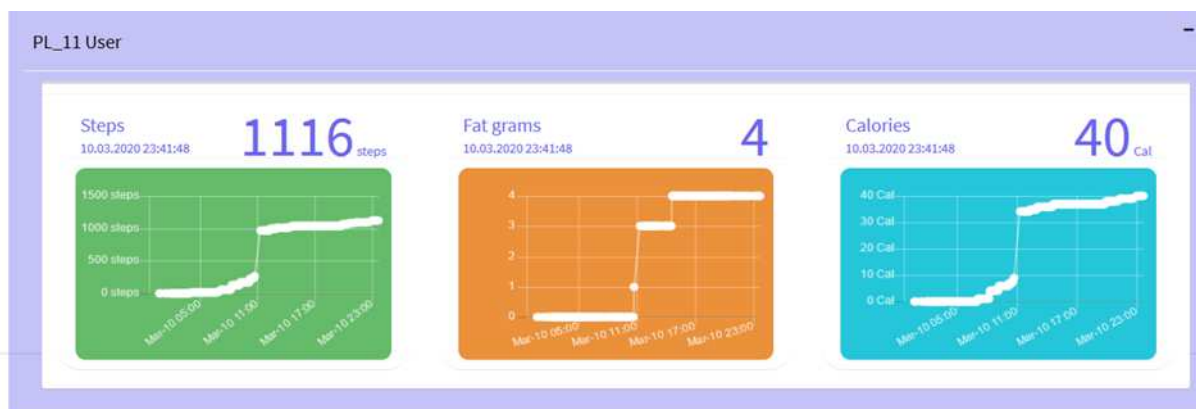 PL_11 User
Steps
10.03.2020 23:41:48
1116 steps
1500 steps
1000 steps
500 steps
0 steps
Mar-10 05:00
Mar-10 11:00
Mar-10 17:00
Mar-10 23:00
Fat grams
10.03.2020 23:41:48
4
4
3
2
1
0
Mar-10 05:00
Mar-10 11:00
Mar-10 17:00
Mar-10 23:00
Calories
10.03.2020 23:41:48
40 Cal
40 Cal
30 Cal
20 Cal
10 Cal
0 Cal
Mar-10 05:00
Mar-10 11:00
Mar-10 17:00
Mar-10 23:00